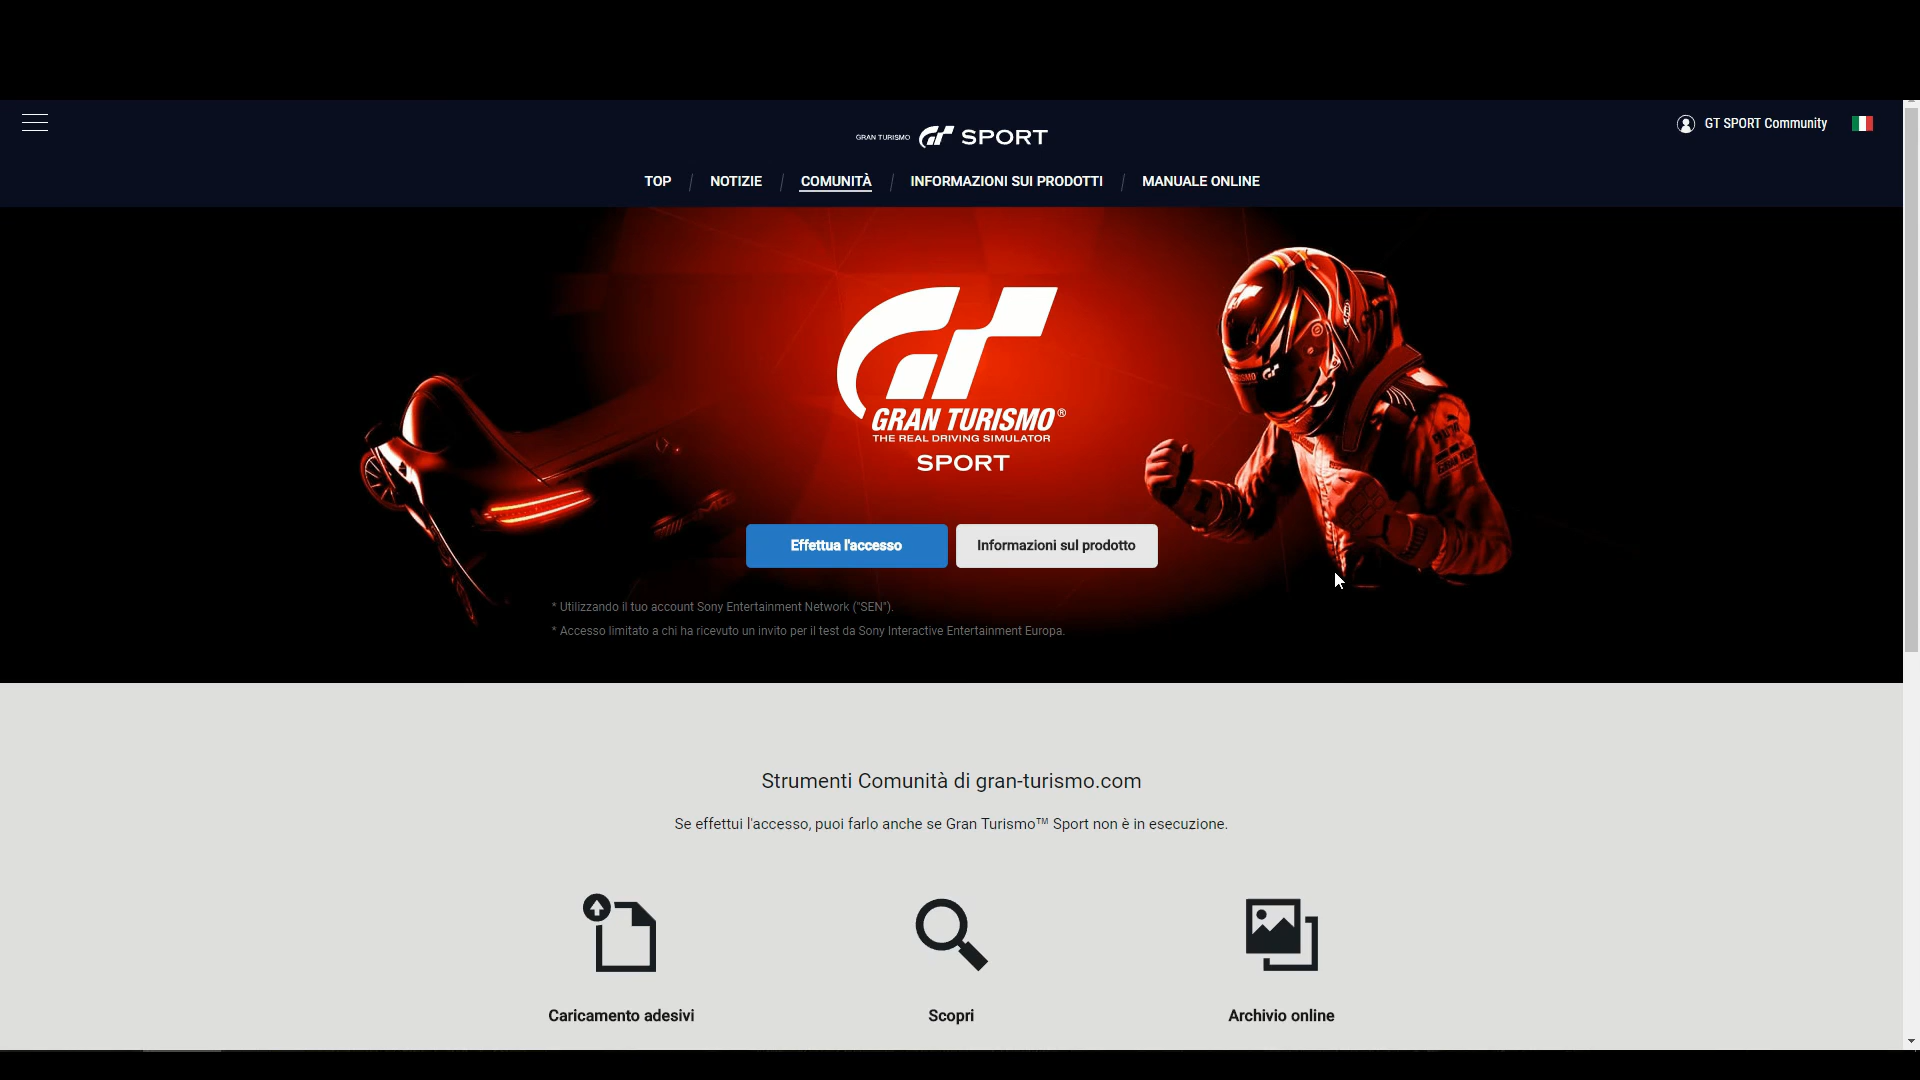 GT SPORT Community
GRAN TURISMO SPORT
TOP
NOTIZIE
COMUNITÀ
INFORMAZIONI SUI PRODOTTI
MANUALE ONLINE
GRAN TURISMO®
THE REAL DRIVING SIMULATOR
SPORT
Effettua l'accesso
Informazioni sul prodotto
* Utilizzando il tuo account Sony Entertainment Network ("SEN").
* Accesso limitato a chi ha ricevuto un invito per il test da Sony Interactive Entertainment Europa.
Strumenti Comunità di gran-turismo.com
Se effettui l'accesso, puoi farlo anche se Gran Turismo™ Sport non è in esecuzione.
Caricamento adesivi
Scopri
Archivio online